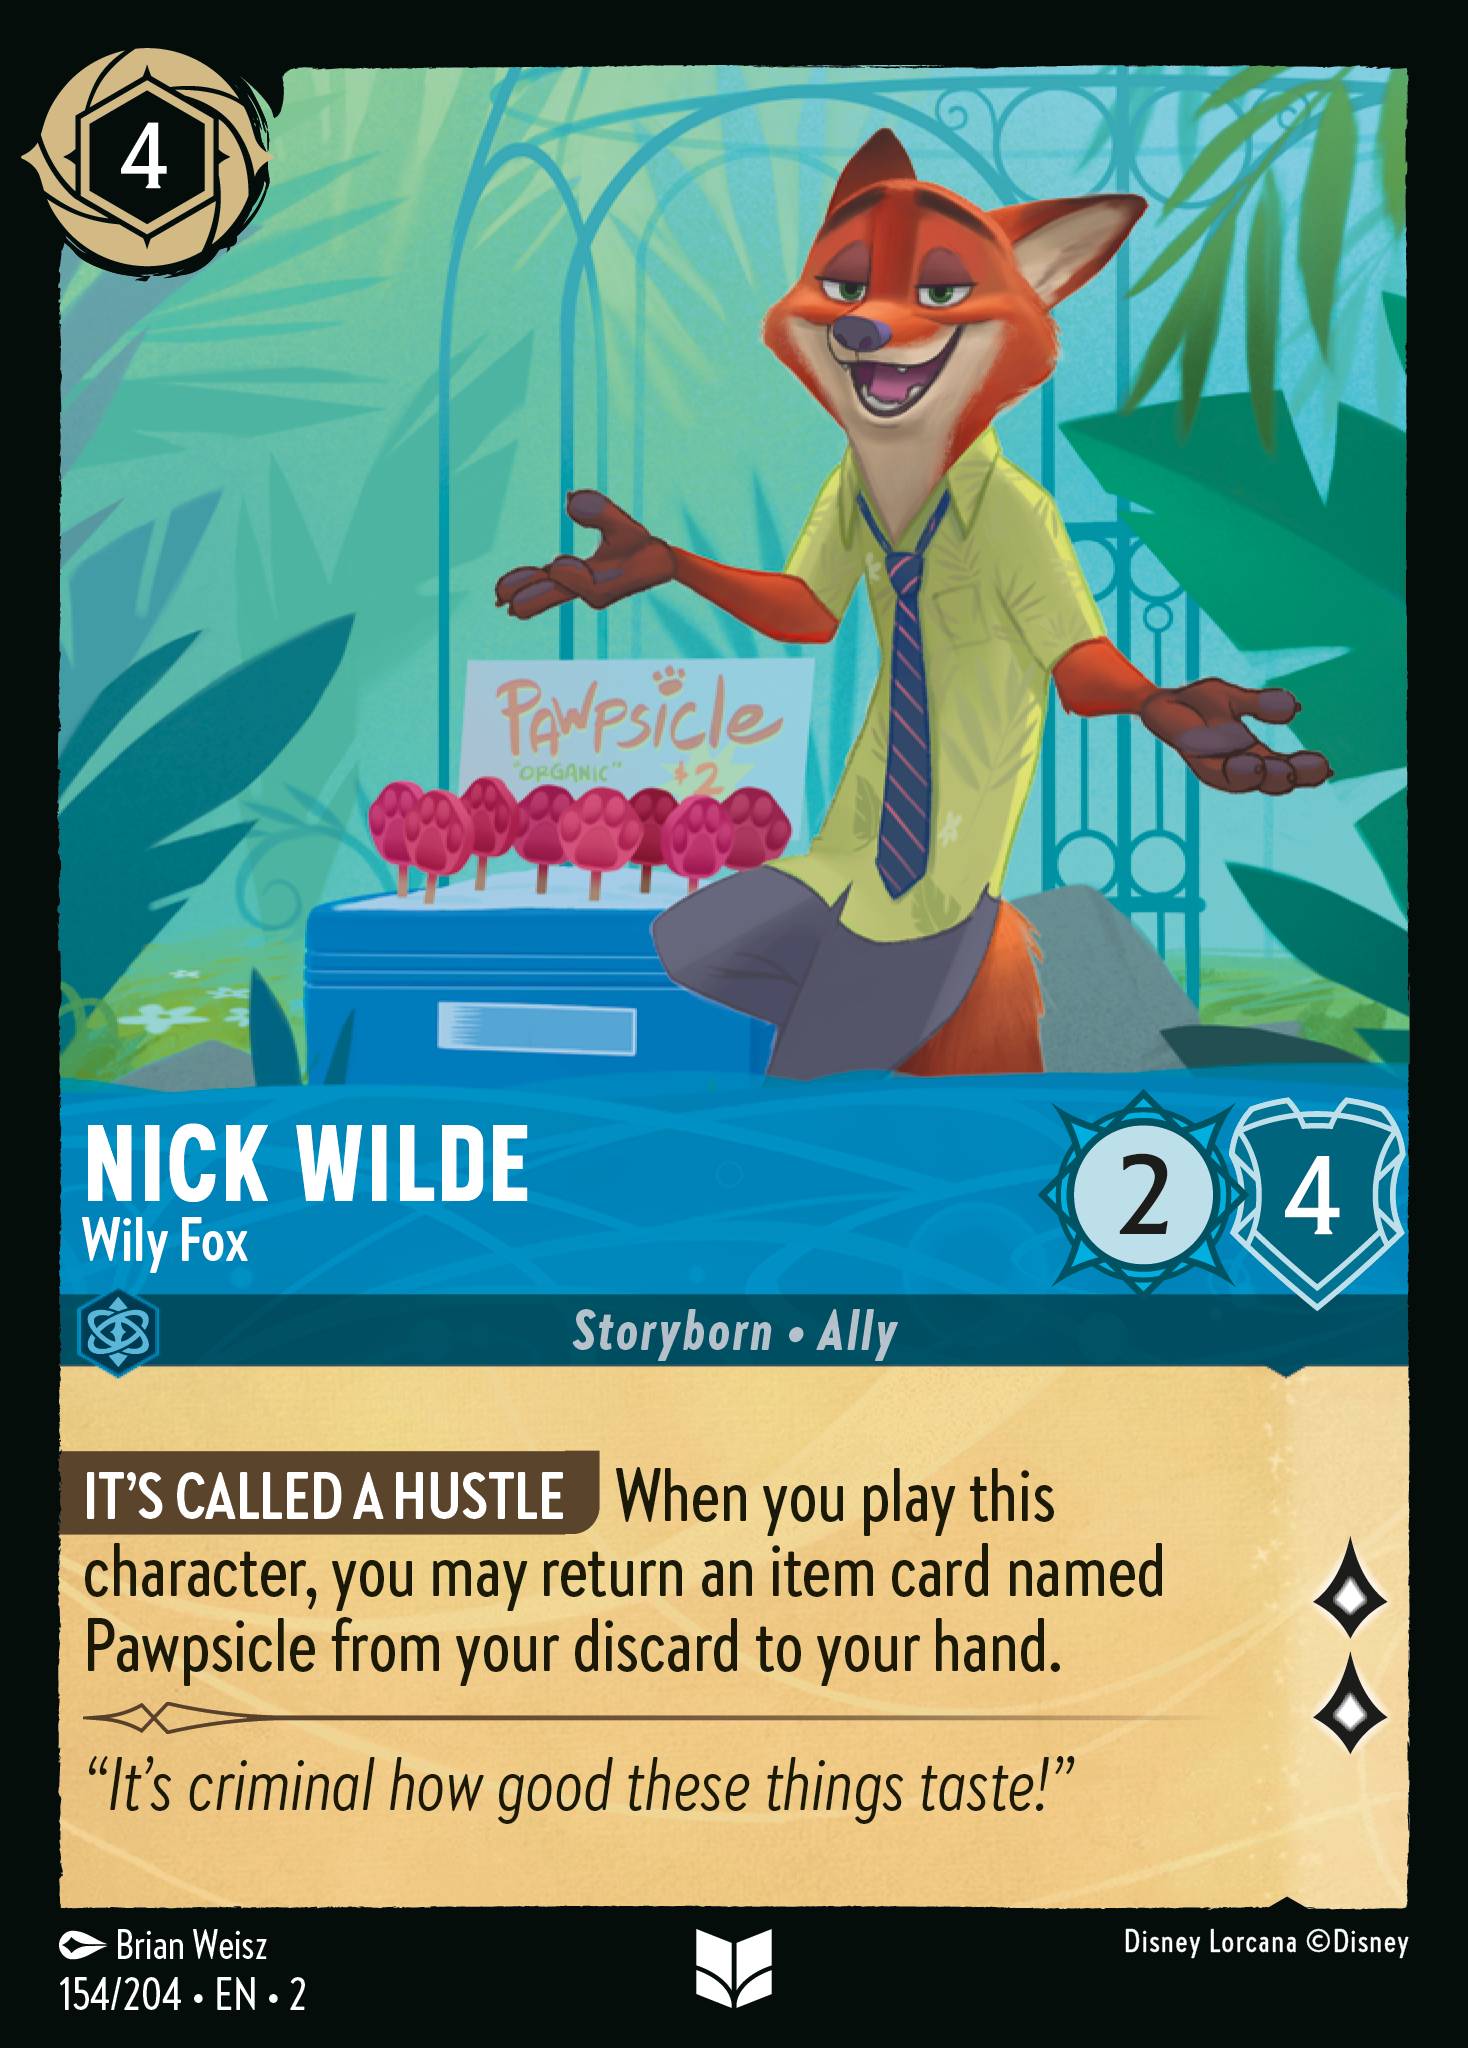 4
PAWPSICLE
"ORGANIC" $2
NICK WILDE
Wily Fox
2 4
Storyborn • Ally
IT'S CALLED A HUSTLE When you play this
character, you may return an item card named
Pawpsicle from your discard to your hand.
“It’s criminal how good these things taste!”
Brian Weisz
154/204 • EN • 2
Disney Lorcana ©Disney